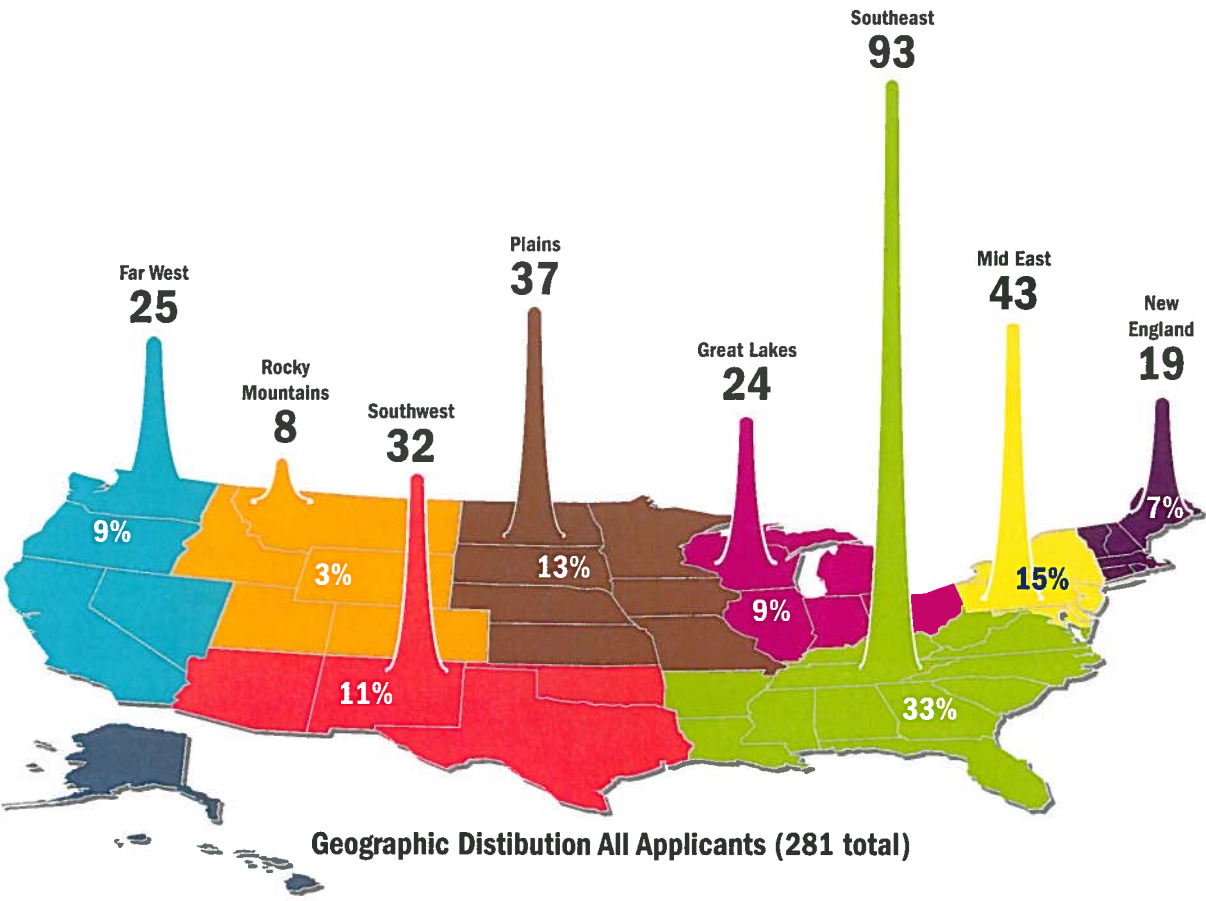 Southeast
93
Plains
37
Mid East
43
Far West
25
New
England
19
Great Lakes
24
Rocky
Mountains
8
Southwest
32
7%
9%
13%
3%
15%
9%
11%
33%
Geographic Distibution All Applicants (281 total)